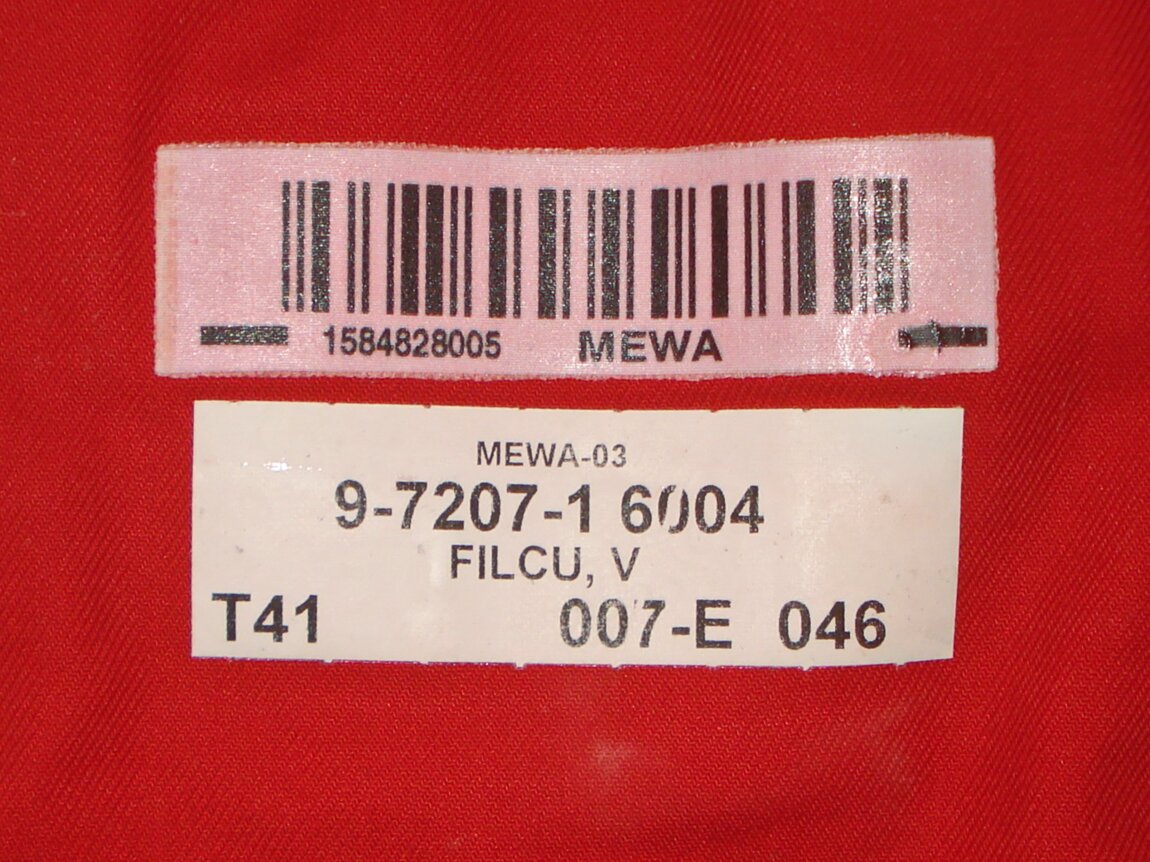 1584828005 MEWA
MEWA-03
9-7207-1 6004
FILCU, V
T41 007-E 046